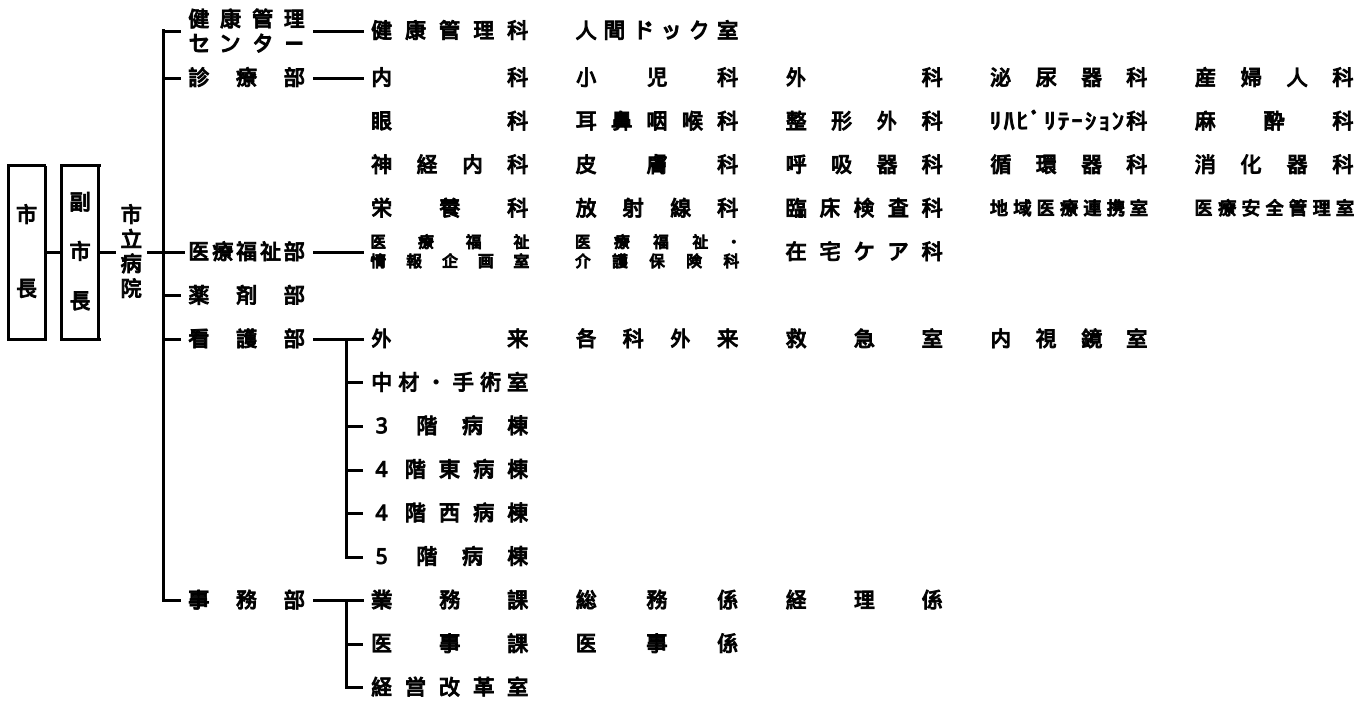 健康管理
センター 健康管理科 人間ドック室
診療部 内科 小児科 外科 泌尿器科 産婦人科
眼科 耳鼻咽喉科 整形外科 ﾘﾊﾋﾞﾘﾃｰｼｮﾝ科 麻酔科
神経内科 皮膚科 呼吸器科 循環器科 消化器科
栄養科 放射線科 臨床検査科 地域医療連携室 医療安全管理室
市長 副市長 市立病院
医療福祉部 医療福祉 医療福祉・ 在宅ケア科
情報企画室 介護保険科
薬剤部
看護部 外来 各科外来 救急室 内視鏡室
中材・手術室
3階病棟
4階東病棟
4階西病棟
5階病棟
事務部 業務課 総務係 経理係
医事課 医事係
経営改革室